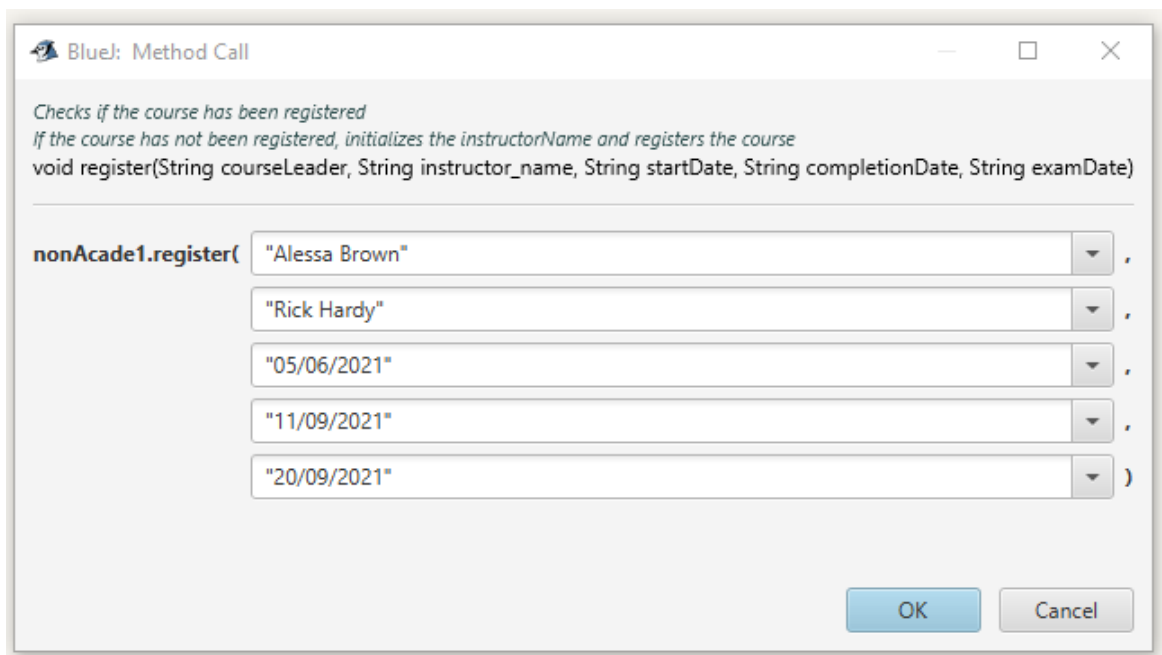 BlueJ: Method Call
Checks if the course has been registered
If the course has not been registered, initializes the instructorName and registers the course
void register(String courseLeader, String instructor_name, String startDate, String completionDate, String examDate)
nonAcade1.register( "Alessa Brown" ,
"Rick Hardy" ,
"05/06/2021" ,
"11/09/2021" ,
"20/09/2021" )
OK Cancel